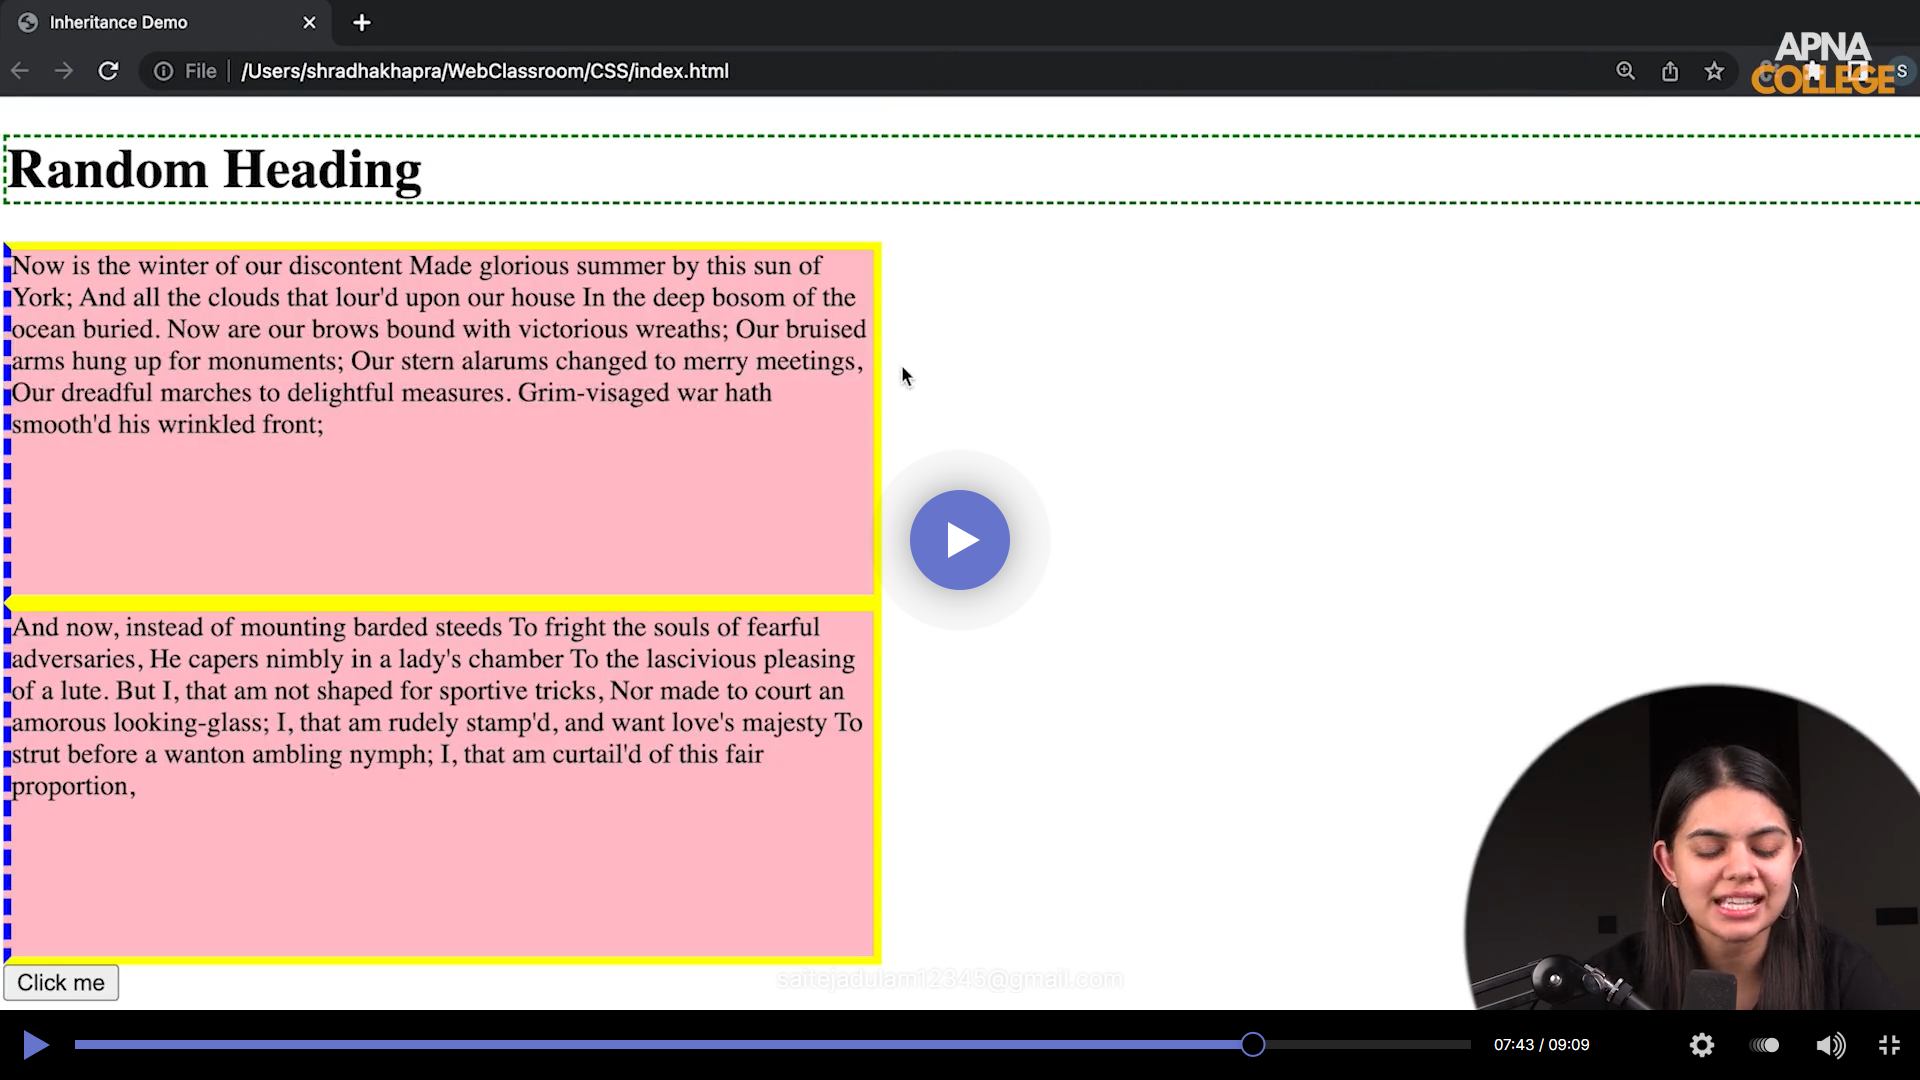 Inheritance Demo
APNA
COLLEGE
File
/Users/shradhakhapra/WebClassroom/CSS/index.html
S
Random Heading
Now is the winter of our discontent Made glorious summer by this sun of
York; And all the clouds that lour'd upon our house In the deep bosom of the
ocean buried. Now are our brows bound with victorious wreaths; Our bruised
arms hung up for monuments; Our stern alarums changed to merry meetings,
Our dreadful marches to delightful measures. Grim-visaged war hath
smooth'd his wrinkled front;
And now, instead of mounting barded steeds To fright the souls of fearful
adversaries, He capers nimbly in a lady's chamber To the lascivious pleasing
of a lute. But I, that am not shaped for sportive tricks, Nor made to court an
amorous looking-glass; I, that am rudely stamp'd, and want love's majesty To
strut before a wanton ambling nymph; I, that am curtail'd of this fair
proportion,
saitejadulam12345@gmail.com
Click me
07:43 / 09:09